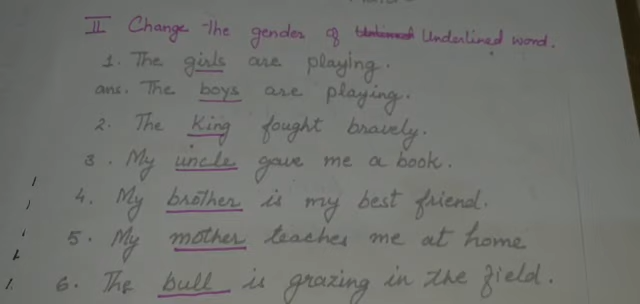 II Change the gender of Underlined word.
1. The girls are playing.
ans. The boys are playing.
2. The King fought bravely.
3. My uncle gave me a book.
4. My brother is my best friend.
5. My mother teaches me at home
6. The bull is grazing in the field.